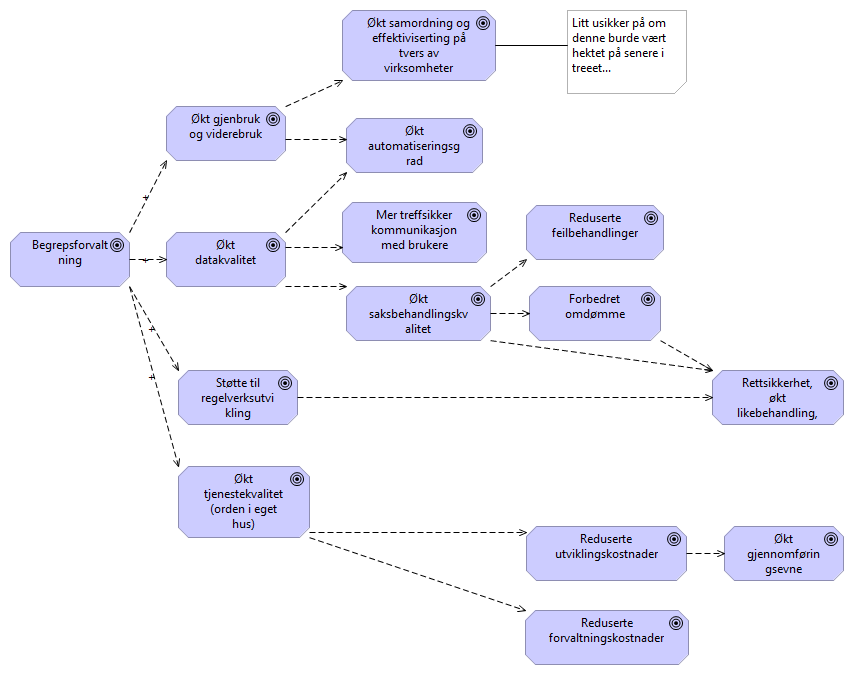 Økt samordning og
effektiviserting på
tvers av
virksomheter
Litt usikker på om
denne burde vært
hektet på senere i
treeet...
Økt gjenbruk
og viderebruk
Økt
automatiseringsg
rad
Mer treffsikker
kommunikasjon
med brukere
Reduserte
feilbehandlinger
Begrepsforvalt
ning
Økt
datakvalitet
Økt
saksbehandlingskv
alitet
Forbedret
omdømme
Støtte til
regelverksutvi
kling
Rettsikkerhet,
økt
likebehandling,
Økt
tjenestekvalitet
(orden i eget
hus)
Reduserte
utviklingskostnader
Økt
gjennomførin
gsevne
Reduserte
forvaltningskostnader